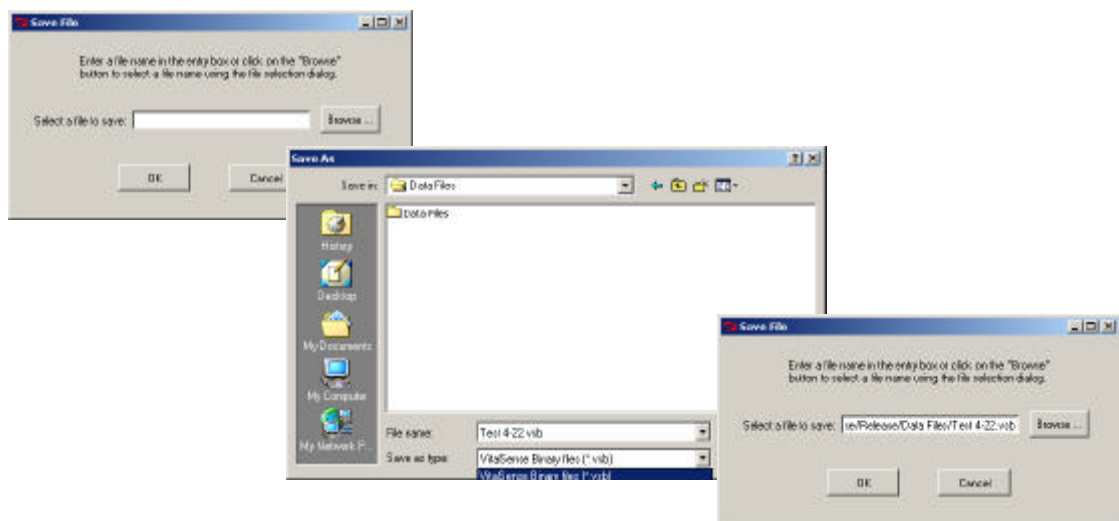 Save File
Enter a file name in the entry box or click on the "Browse"
button to select a file name using the file selection dialog.
Select a file to save:
Browse ...
OK
Cancel
Save As
Save in:
Data Files
Data Files
History
Desktop
My Documents
My Computer
My Network P...
File name:
Test 4-22.vsb
Save as type:
VitalSense Binary files (*.vsb)
VitalSense Binary files (*.vsb)
Save File
Enter a file name in the entry box or click on the "Browse"
button to select a file name using the file selection dialog.
Select a file to save:
se/Release/Data Files/Test 4-22.vsb
Browse ...
OK
Cancel